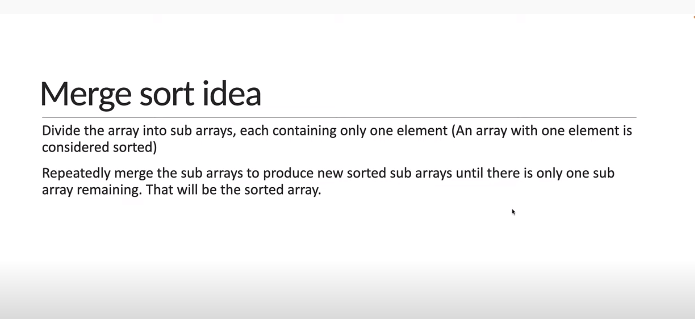 Merge sort idea
Divide the array into sub arrays, each containing only one element (An array with one element is
considered sorted)
Repeatedly merge the sub arrays to produce new sorted sub arrays until there is only one sub
array remaining. That will be the sorted array.